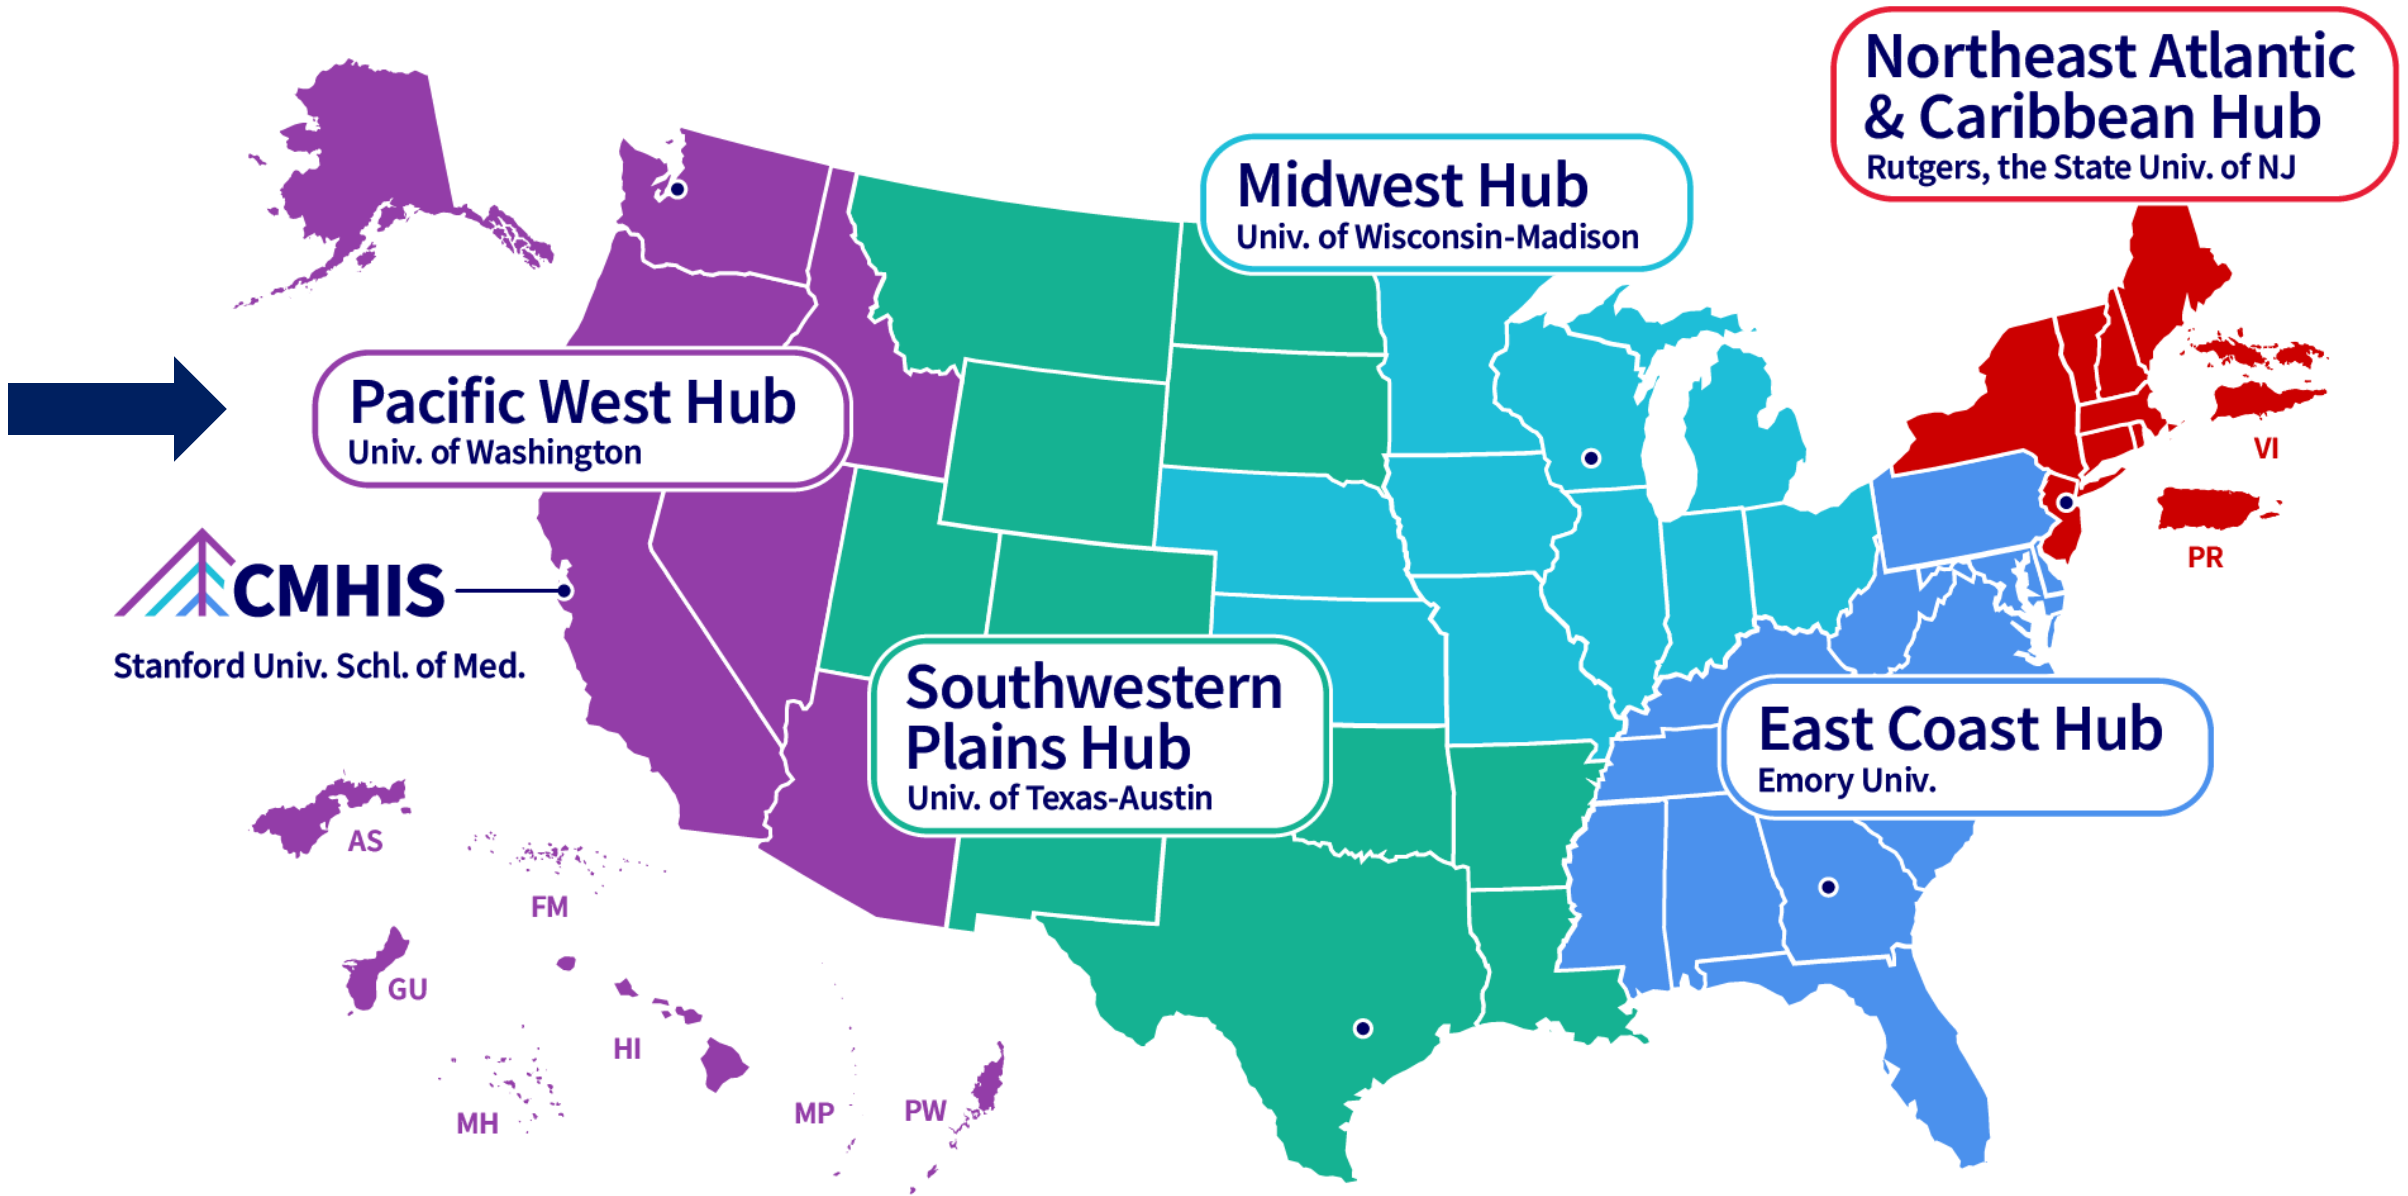 Northeast Atlantic
& Caribbean Hub
Rutgers, the State Univ. of NJ
Midwest Hub
Univ. of Wisconsin-Madison
Pacific West Hub
Univ. of Washington
VI
PR
CMHIS
Stanford Univ. Schl. of Med.
Southwestern
Plains Hub
Univ. of Texas-Austin
East Coast Hub
Emory Univ.
AS
FM
GU
HI
MH
MP
PW